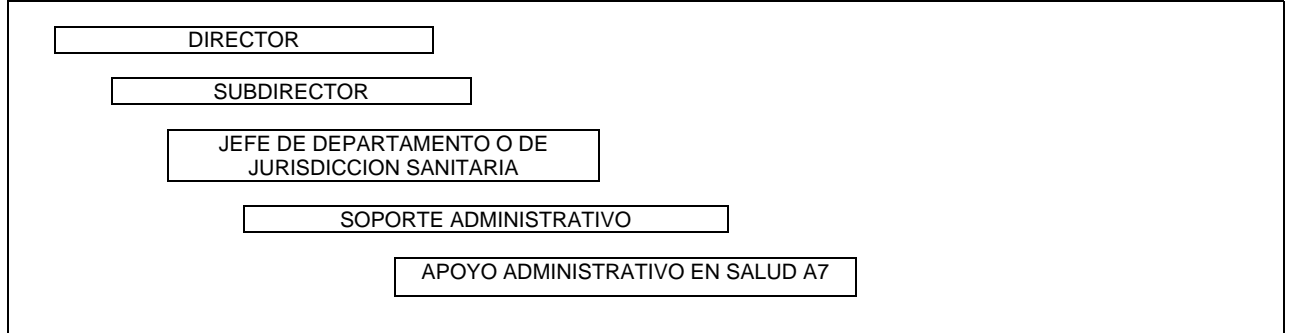 DIRECTOR
SUBDIRECTOR
JEFE DE DEPARTAMENTO O DE
JURISDICCION SANITARIA
SOPORTE ADMINISTRATIVO
APOYO ADMINISTRATIVO EN SALUD A7